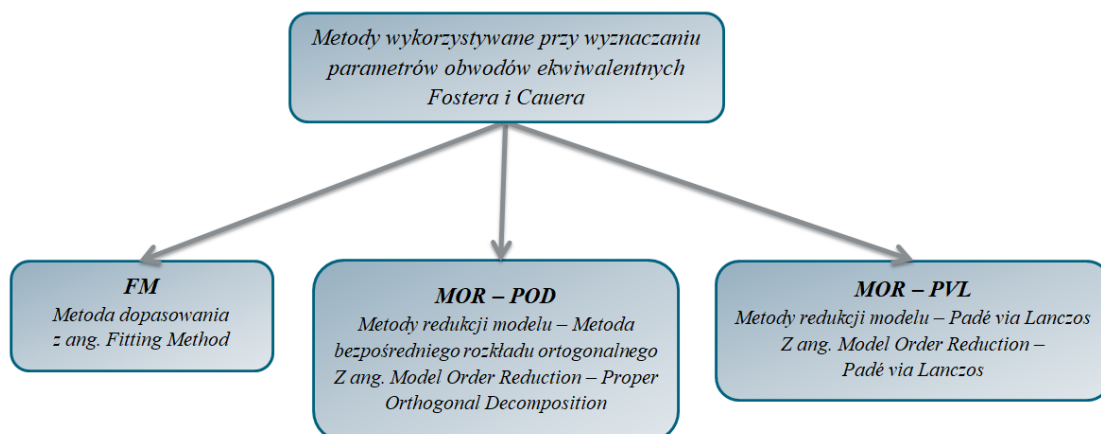 Metody wykorzystywane przy wyznaczaniu
parametrów obwodów ekwiwalentnych
Fostera i Cauera
FM
Metoda dopasowania
z ang. Fitting Method
MOR – POD
Metody redukcji modelu – Metoda
bezpośredniego rozkładu ortogonalnego
Z ang. Model Order Reduction – Proper
Orthogonal Decomposition
MOR – PVL
Metody redukcji modelu – Padé via Lanczos
Z ang. Model Order Reduction –
Padé via Lanczos